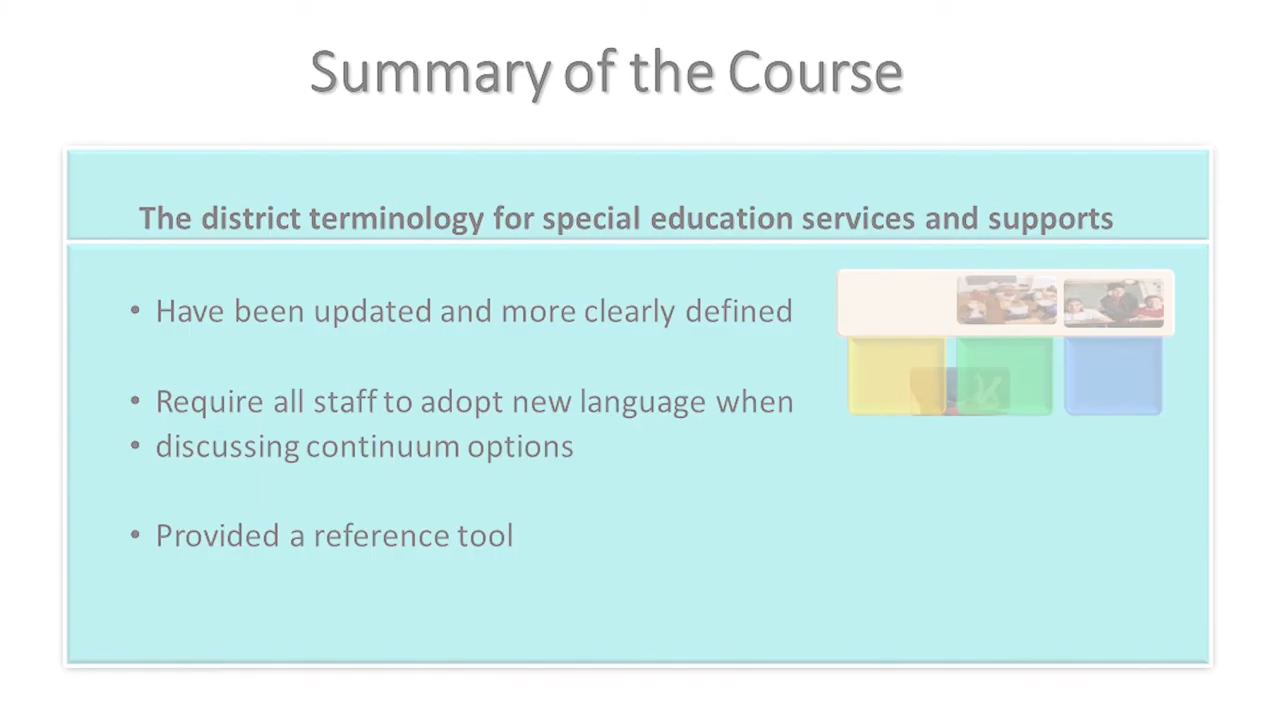 Summary of the Course
The district terminology for special education services and supports
• Have been updated and more clearly defined
• Require all staff to adopt new language when
• discussing continuum options
• Provided a reference tool